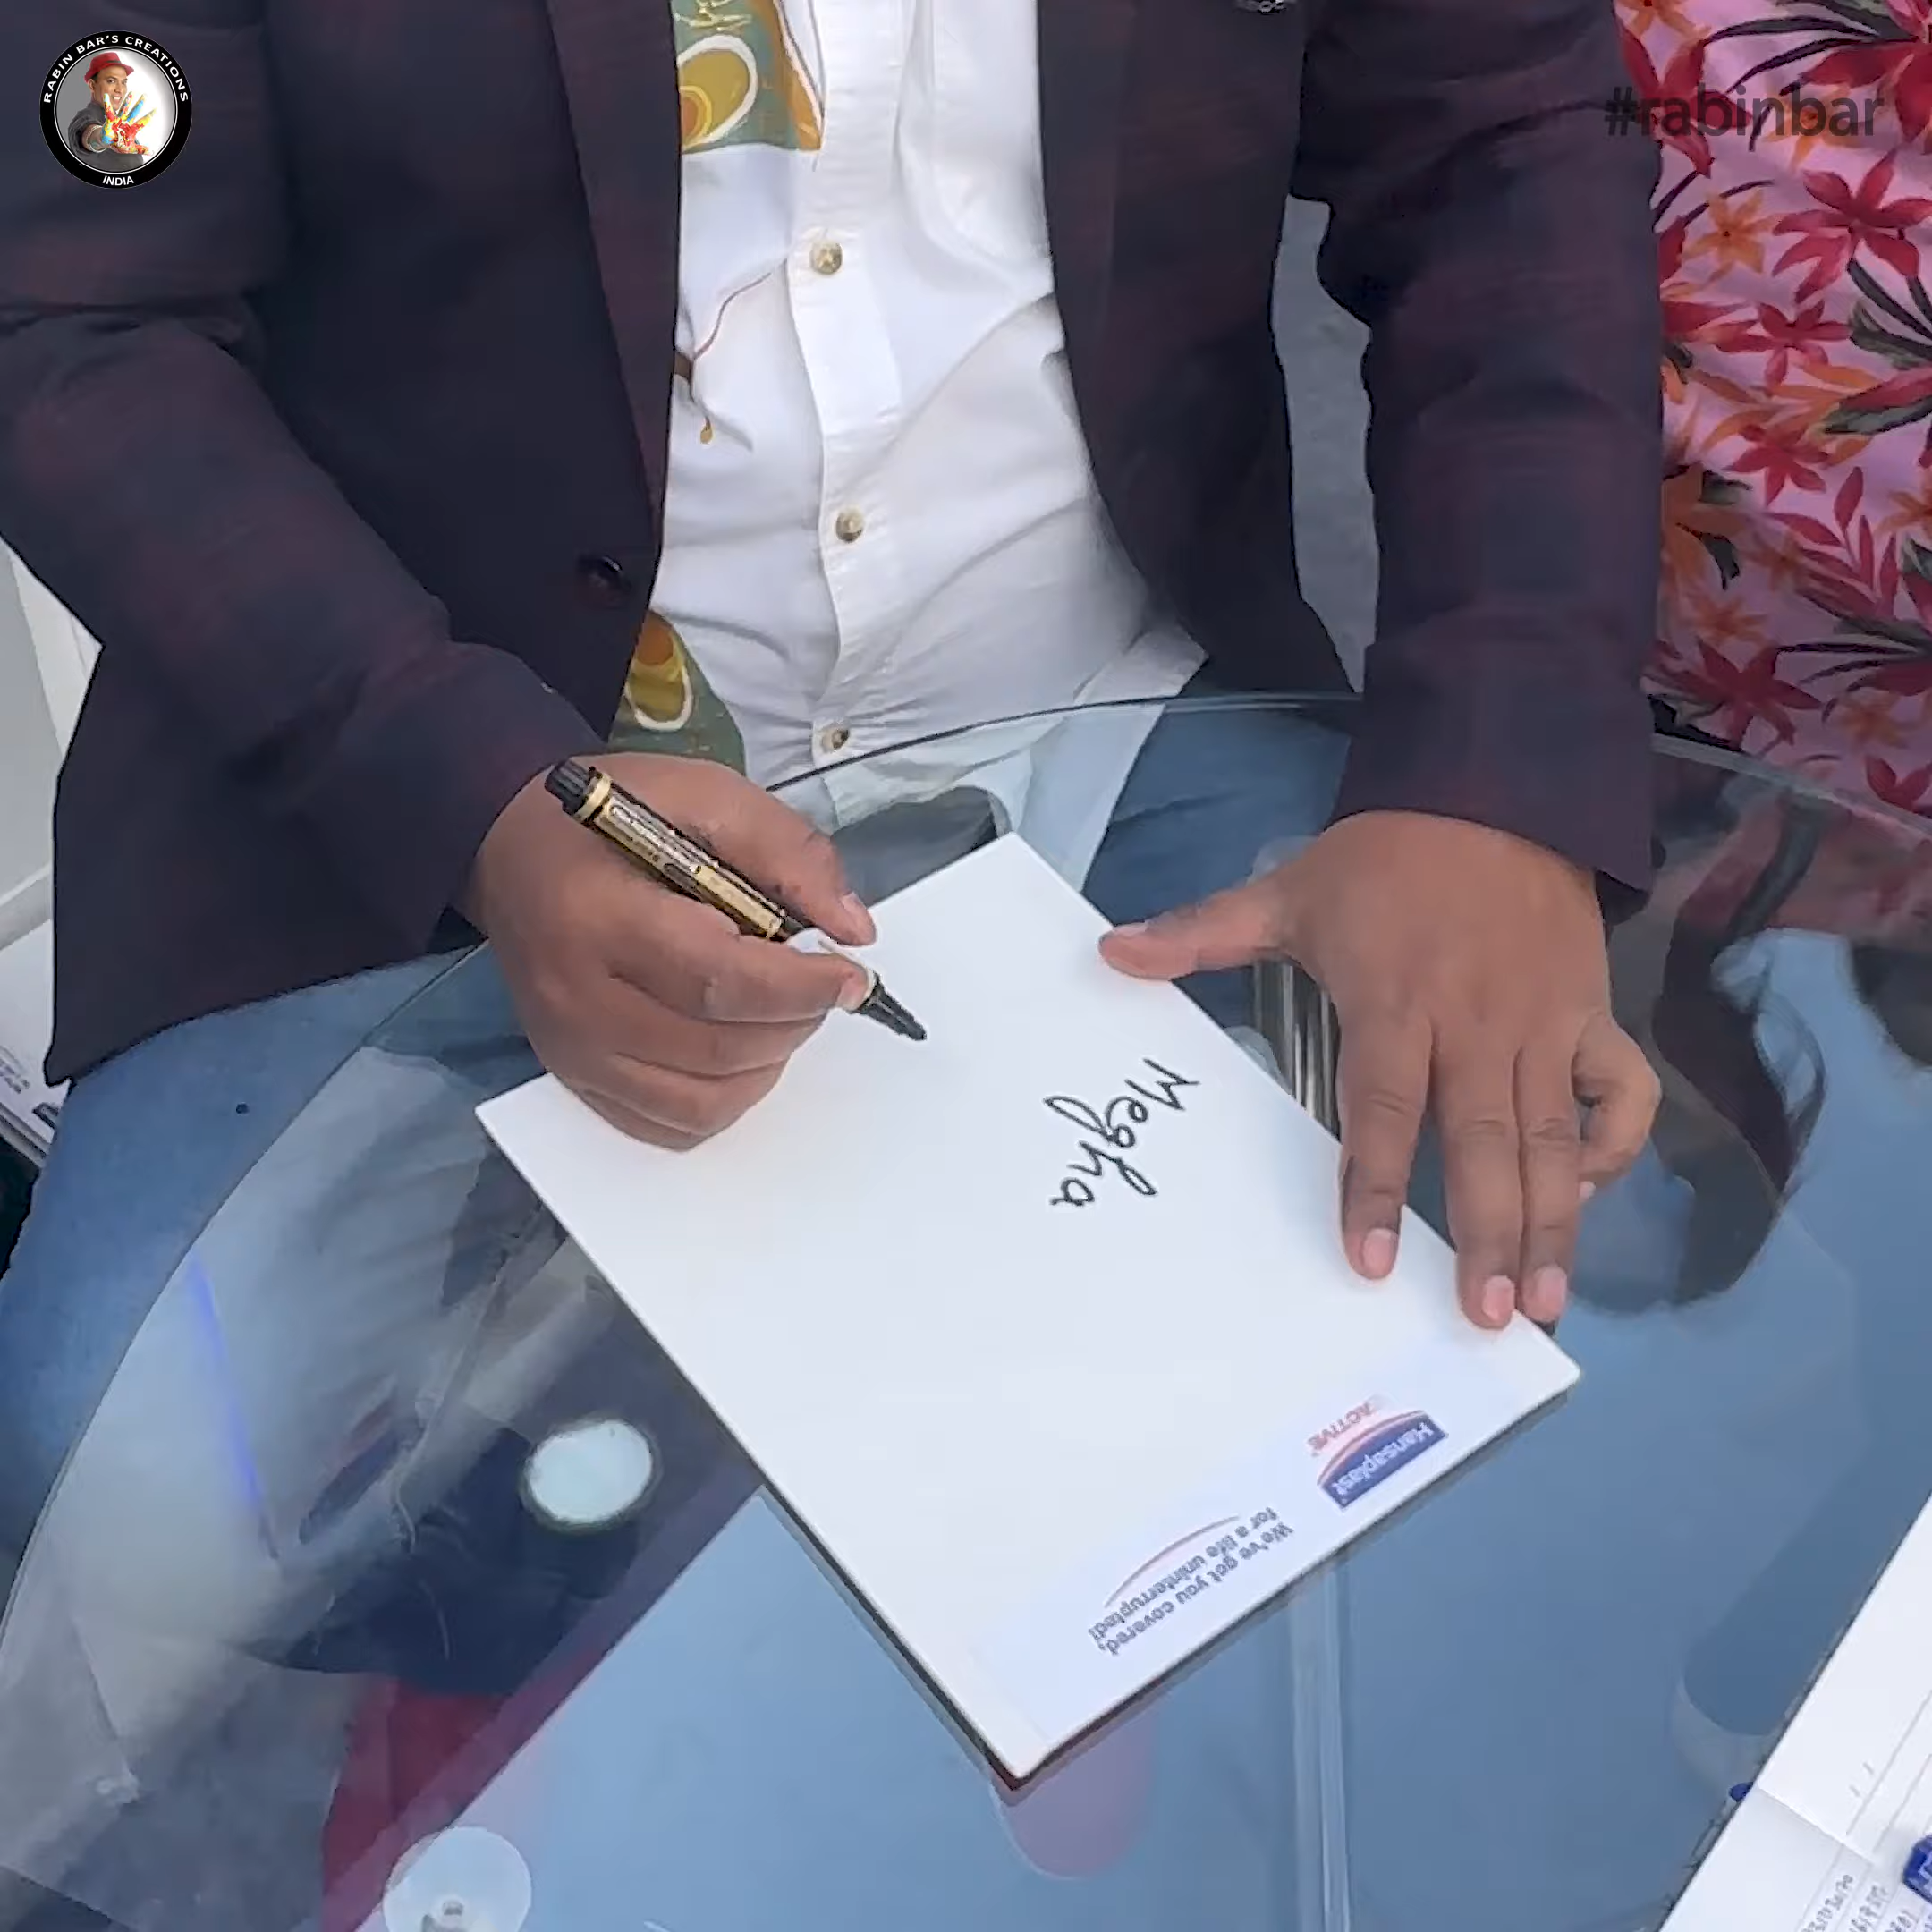 RABIN BAR'S CREATIONS
INDIA
#rabinbar
Megha
Hansaplast
ACTIVE
We've got you covered,
for a life uninterrupted!